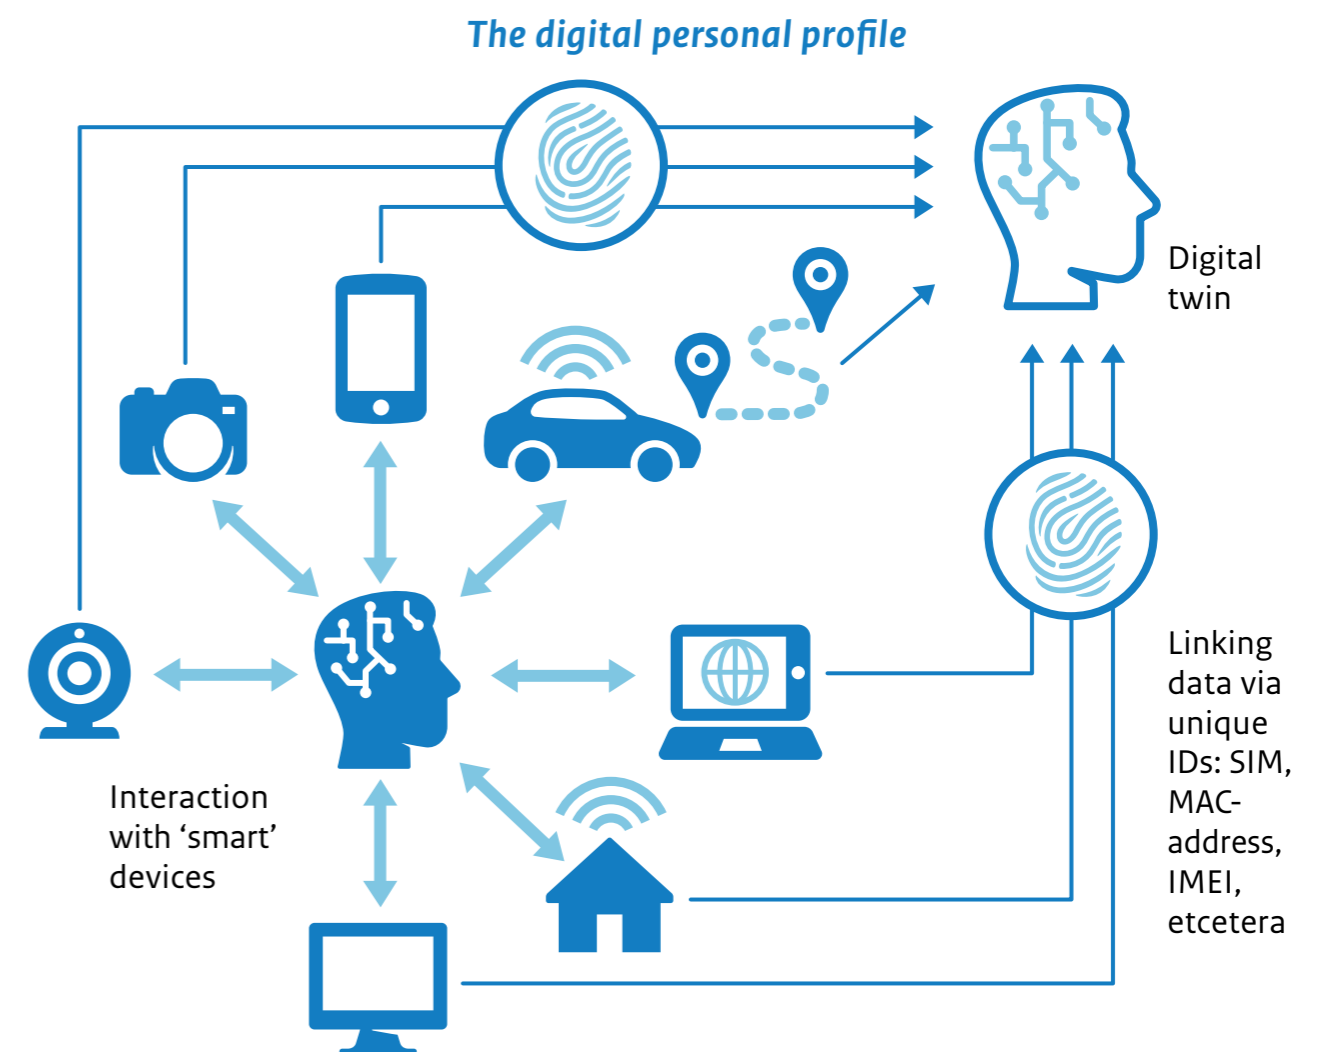 The digital personal profile
Digital
twin
Linking
data via
unique
IDs: SIM,
MAC-
address,
IMEI,
etcetera
Interaction
with ‘smart’
devices